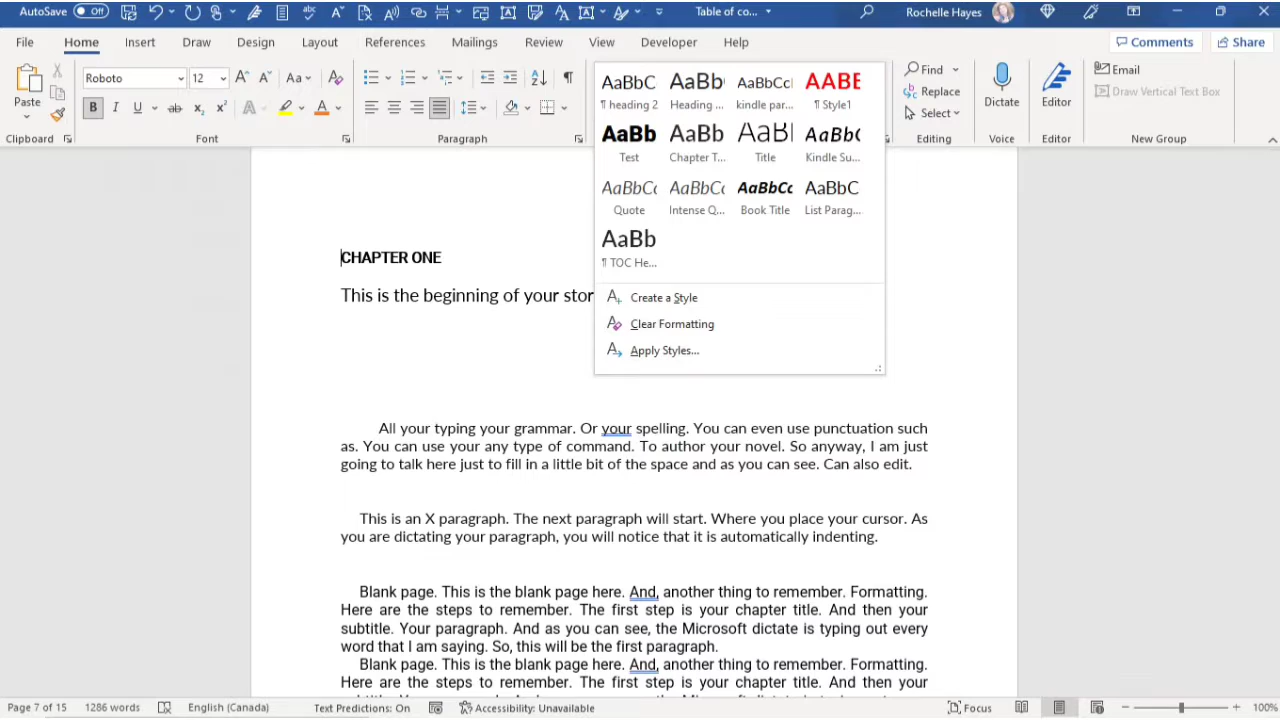 AutoSave Off Table of co... Rochelle Hayes
File Home Insert Draw Design Layout References Mailings Review View Developer Help Comments Share
Paste
Clipboard
Roboto 12
Font
Paragraph
AaBbC AaBb AaBbCc AABE
¶ heading 2 Heading ... kindle par... ¶ Style1
AaBb AaBb AaB AaBb
Test Chapter T... Title Kindle Su...
AaBbCc AaBbCc AaBbCc AaBbC
Quote Intense Q... Book Title List Parag...
AaBb
¶ TOC He...
Create a Style
Clear Formatting
Apply Styles...
Find
Replace
Select
Editing
Dictate
Voice
Editor
Editor
Email
Draw Vertical Text Box
New Group
CHAPTER ONE
This is the beginning of your stor
All your typing your grammar. Or your spelling. You can even use punctuation such
as. You can use your any type of command. To author your novel. So anyway, I am just
going to talk here just to fill in a little bit of the space and as you can see. Can also edit.
This is an X paragraph. The next paragraph will start. Where you place your cursor. As
you are dictating your paragraph, you will notice that it is automatically indenting.
Blank page. This is the blank page here. And, another thing to remember. Formatting.
Here are the steps to remember. The first step is your chapter title. And then your
subtitle. Your paragraph. And as you can see, the Microsoft dictate is typing out every
word that I am saying. So, this will be the first paragraph.
Blank page. This is the blank page here. And, another thing to remember. Formatting.
Here are the steps to remember. The first step is your chapter title. And then your
Page 7 of 15 1286 words English (Canada) Text Predictions: On Accessibility: Unavailable Focus 100%